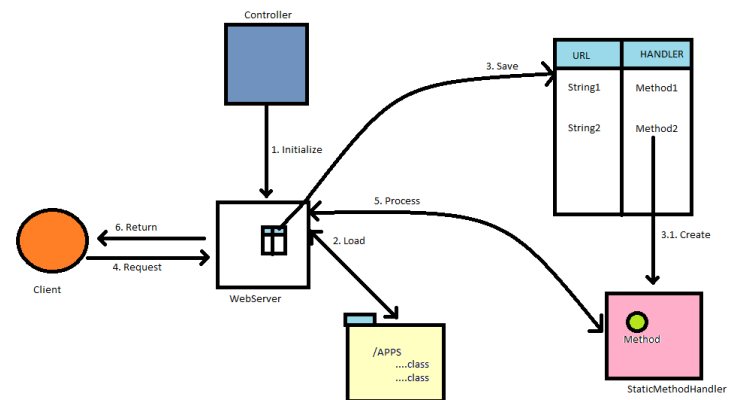 Controller
3. Save
URL
HANDLER
String1
Method1
String2
Method2
1. Initialize
5. Process
6. Return
2. Load
3.1. Create
4. Request
Client
WebServer
/APPS
....class
....class
Method
StaticMethodHandler